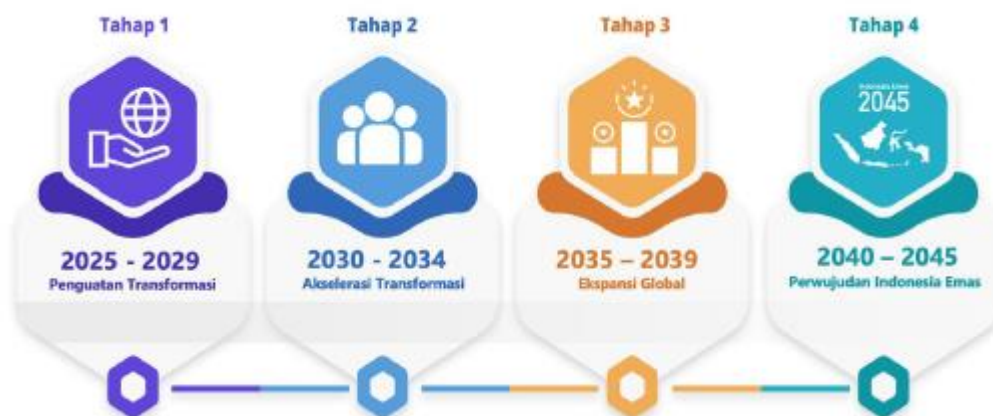 Tahap 1
Tahap 2
Tahap 3
Tahap 4
2045
2025 - 2029
Penguatan Transformasi
2030 - 2034
Akselerasi Transformasi
2035 – 2039
Ekspansi Global
2040 – 2045
Perwujudan Indonesia Emas